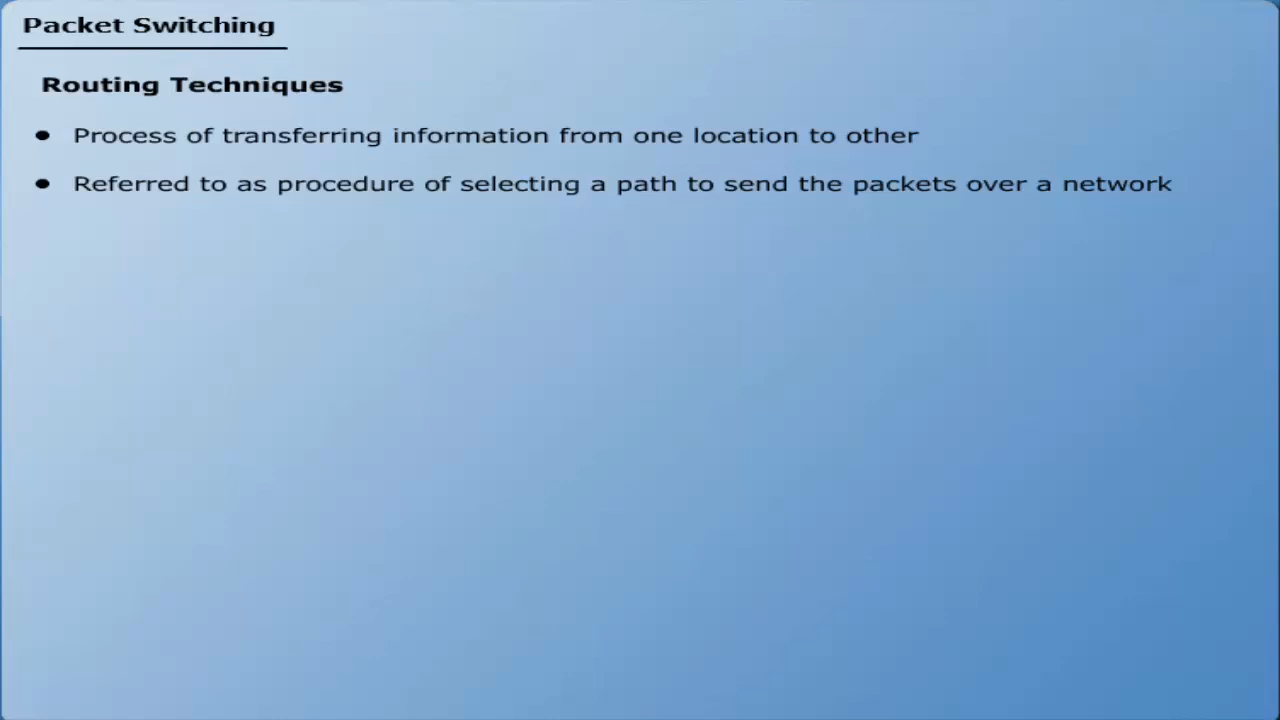 Packet Switching
Routing Techniques
● Process of transferring information from one location to other
● Referred to as procedure of selecting a path to send the packets over a network